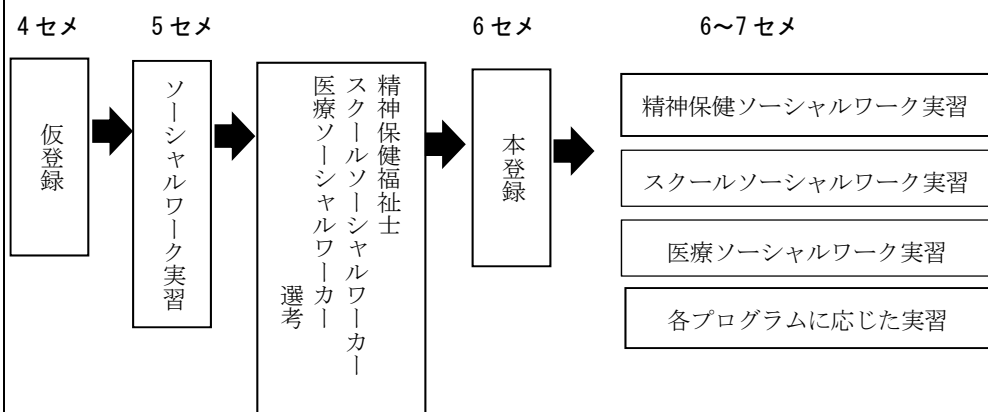 4セメ
5セメ
6セメ
6～7セメ
仮登録
ソーシャルワーク実習
精神保健福祉士
スクールソーシャルワーカー
医療ソーシャルワーカー
選考
本登録
精神保健ソーシャルワーク実習
スクールソーシャルワーク実習
医療ソーシャルワーク実習
各プログラムに応じた実習